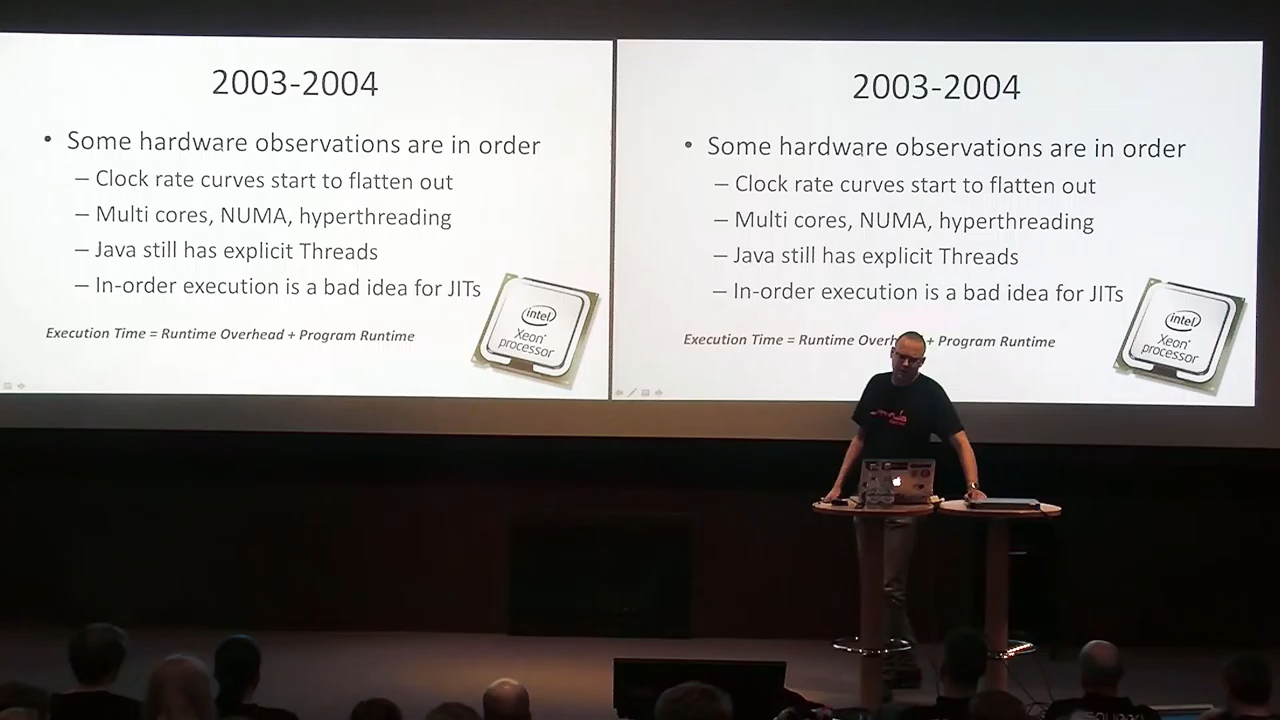 2003-2004
• Some hardware observations are in order
– Clock rate curves start to flatten out
– Multi cores, NUMA, hyperthreading
– Java still has explicit Threads
– In-order execution is a bad idea for JITs
Execution Time = Runtime Overhead + Program Runtime
intel
Xeon®
processor
2003-2004
• Some hardware observations are in order
– Clock rate curves start to flatten out
– Multi cores, NUMA, hyperthreading
– Java still has explicit Threads
– In-order execution is a bad idea for JITs
Execution Time = Runtime + Program Runtime
intel
Xeon®
processor